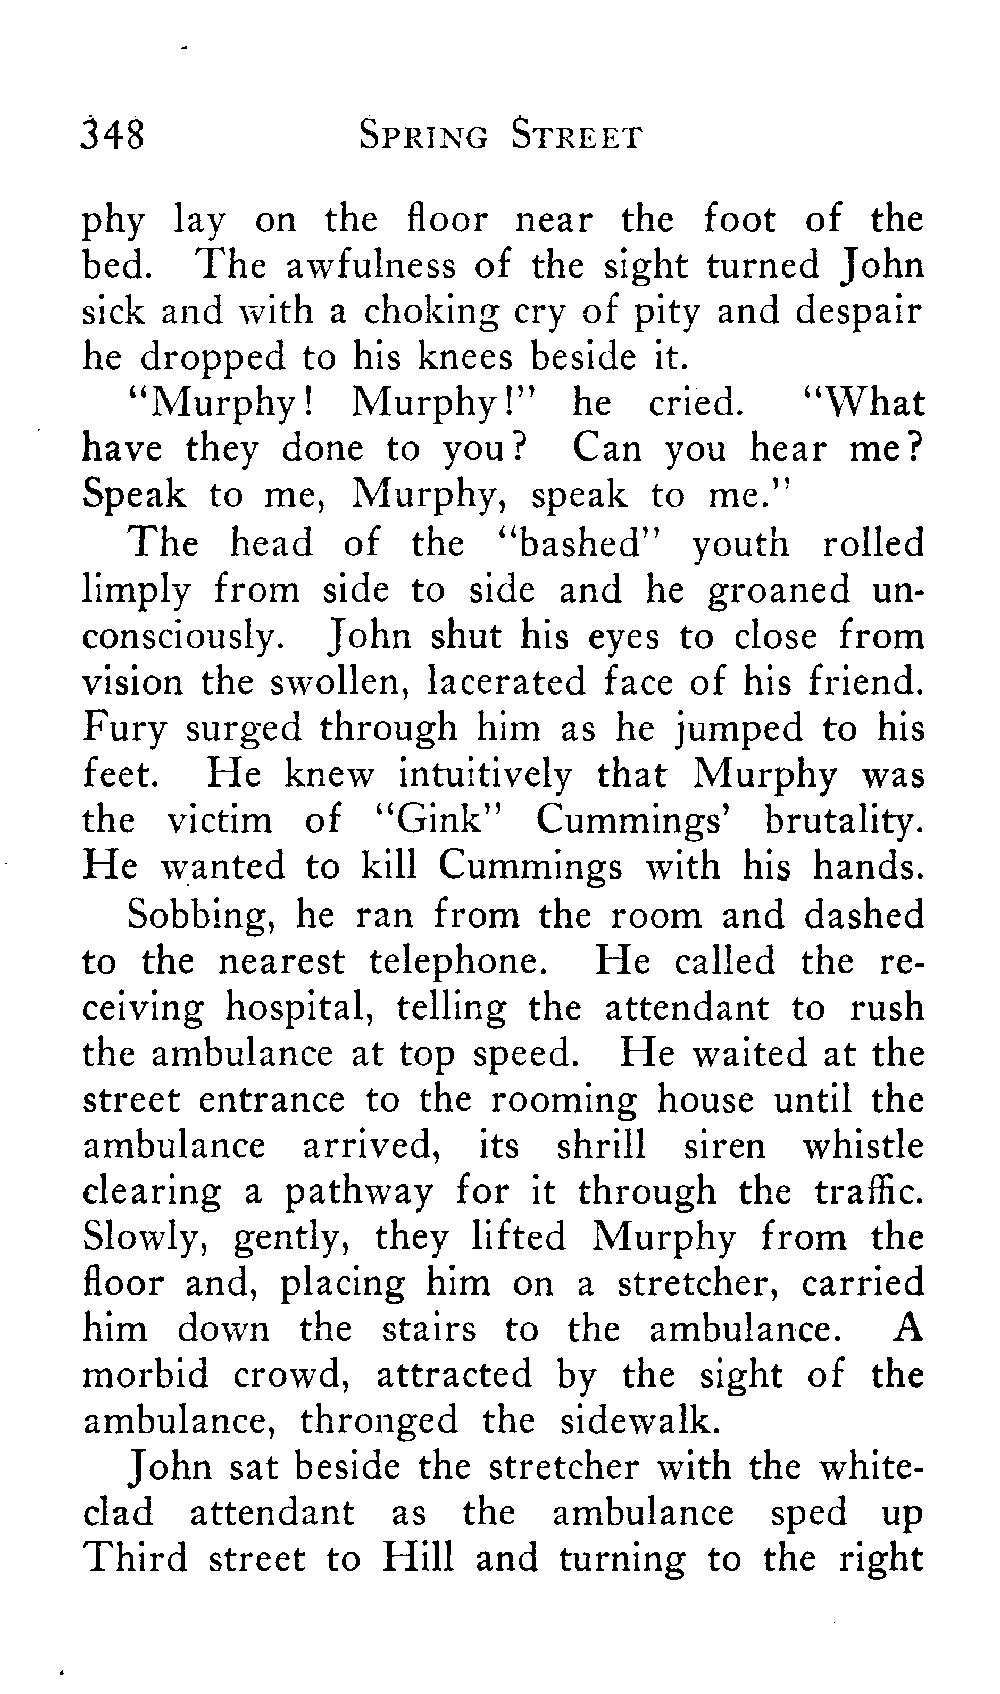 348 SPRING STREET
phy lay on the floor near the foot of the
bed. The awfulness of the sight turned John
sick and with a choking cry of pity and despair
he dropped to his knees beside it.
"Murphy! Murphy!" he cried. "What
have they done to you? Can you hear me?
Speak to me, Murphy, speak to me."
The head of the "bashed" youth rolled
limply from side to side and he groaned un-
consciously. John shut his eyes to close from
vision the swollen, lacerated face of his friend.
Fury surged through him as he jumped to his
feet. He knew intuitively that Murphy was
the victim of "Gink" Cummings' brutality.
He wanted to kill Cummings with his hands.
Sobbing, he ran from the room and dashed
to the nearest telephone. He called the re-
ceiving hospital, telling the attendant to rush
the ambulance at top speed. He waited at the
street entrance to the rooming house until the
ambulance arrived, its shrill siren whistle
clearing a pathway for it through the traffic.
Slowly, gently, they lifted Murphy from the
floor and, placing him on a stretcher, carried
him down the stairs to the ambulance. A
morbid crowd, attracted by the sight of the
ambulance, thronged the sidewalk.
John sat beside the stretcher with the white-
clad attendant as the ambulance sped up
Third street to Hill and turning to the right